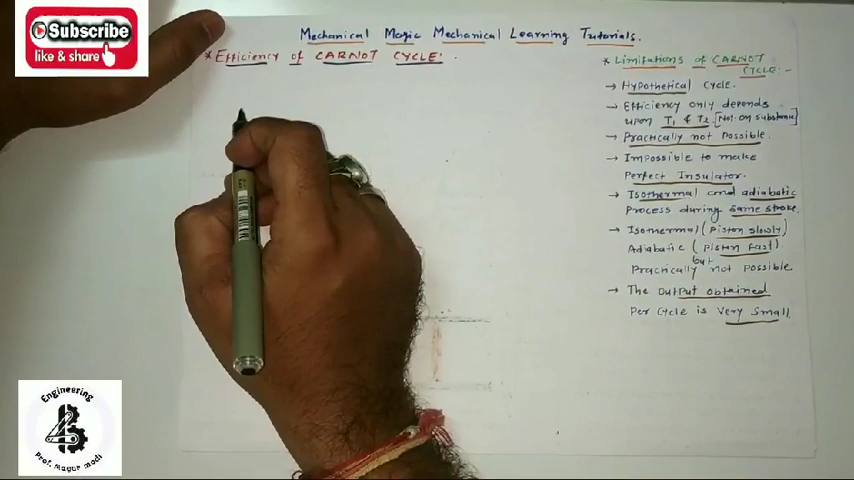 Subscribe
like & share
Mechanical Magic Mechanical Learning Tutorials.
* Efficiency of CARNOT CYCLE:
* Limitations of CARNOT
CYCLE:-
→ Hypothetical cycle.
→ Efficiency only depends
upon T1 & T2 [Not on substance]
→ Practically not Possible.
→ Impossible to make
Perfect Insulator.
→ Isothermal and adiabatic
Process during same stroke.
→ Isothermal (Piston slowly)
Adiabatic (Piston Fast)
but
Practically not possible.
→ The output obtained
Per cycle is very small.
Engineering
4
Prof. Mayur modi